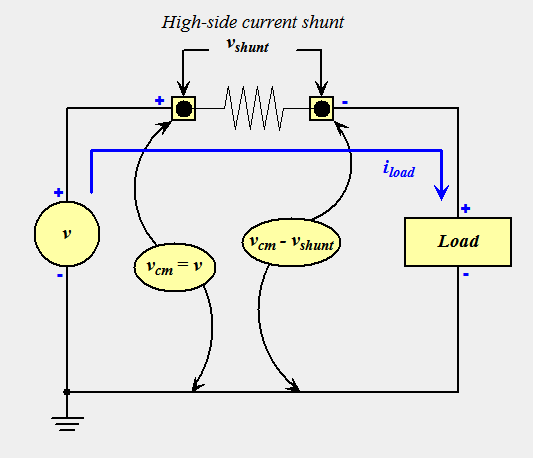 High-side current shunt
vshunt
+
-
iload
+
+
v
vcm = v
vcm - vshunt
Load
-
-